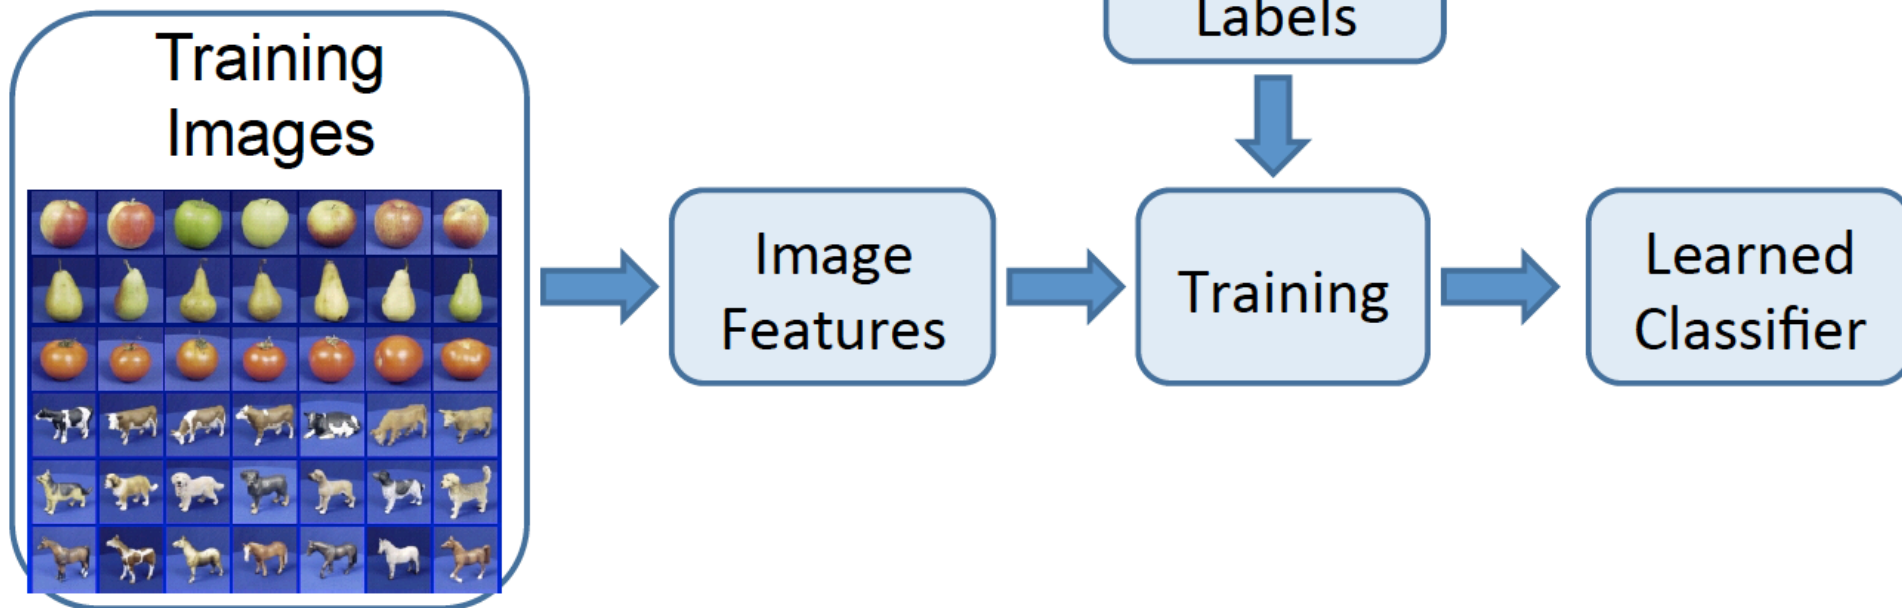 Training
Images
Labels
Image
Features
Training
Learned
Classifier